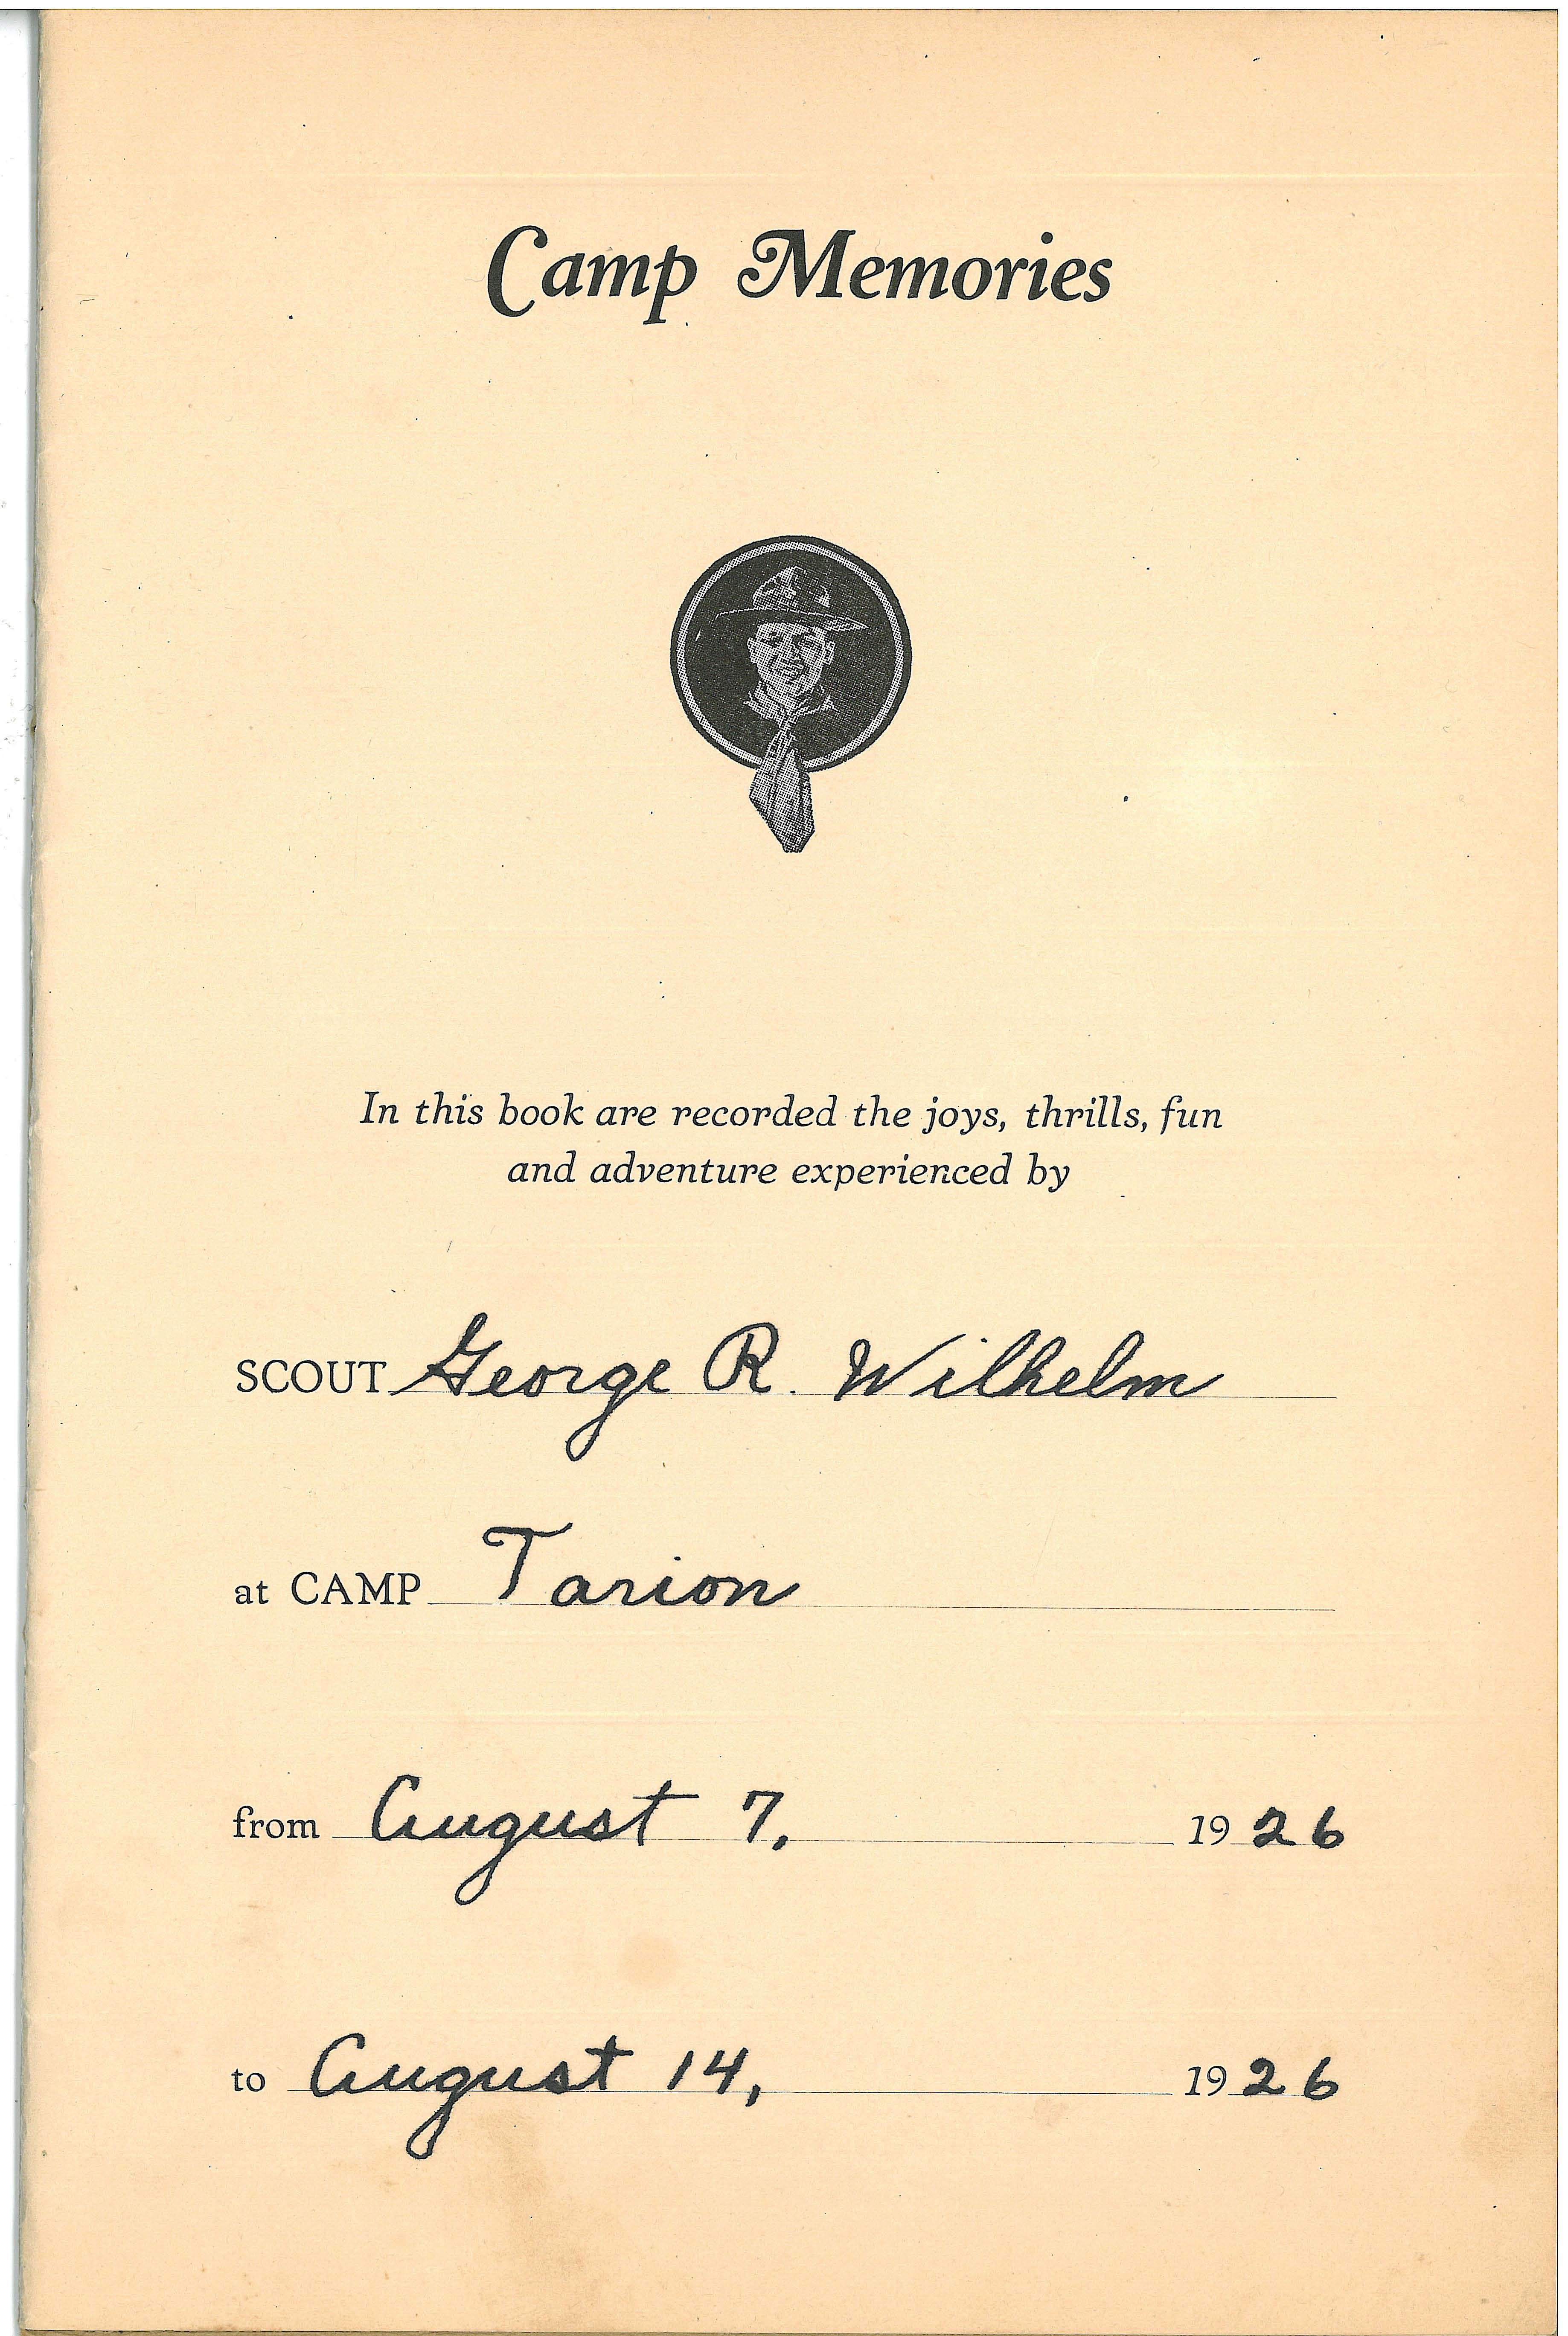 Camp Memories
In this book are recorded the joys, thrills, fun
and adventure experienced by
SCOUT George R. Wilhelm
at CAMP Tarion
from August 7, 1926
to August 14, 1926